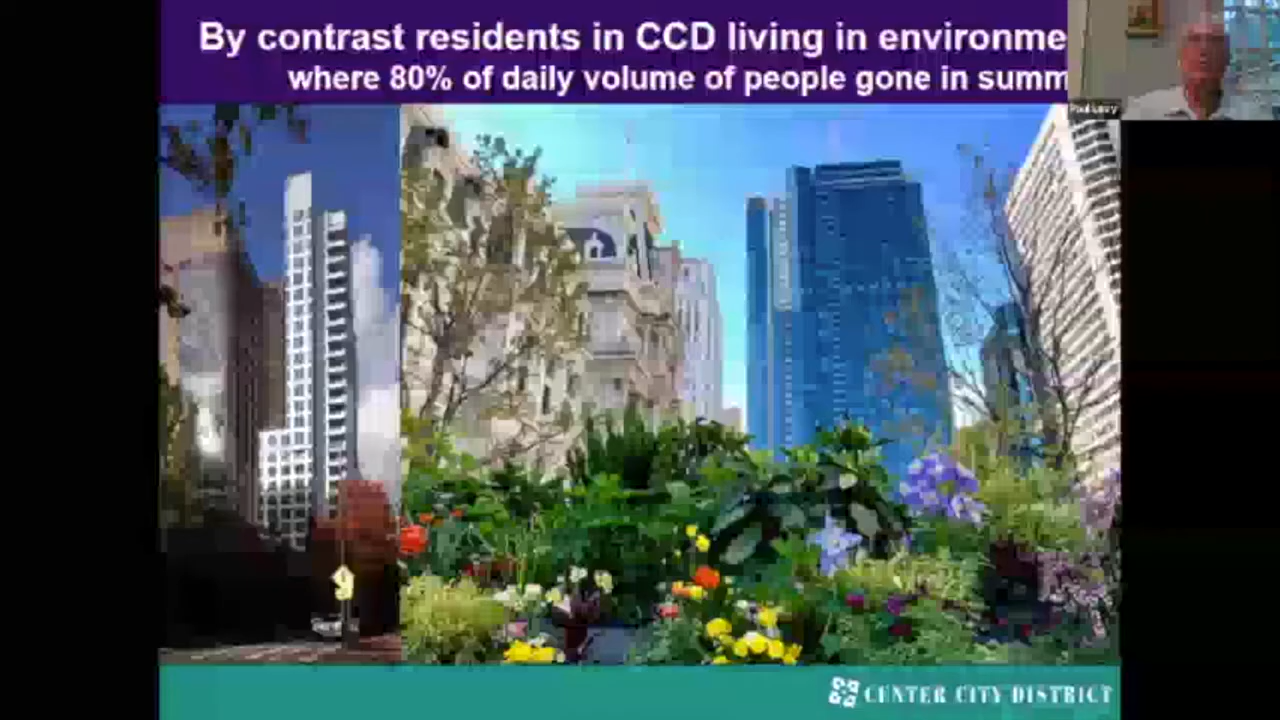 By contrast residents in CCD living in environme
where 80% of daily volume of people gone in summ
CENTER CITY DISTRICT